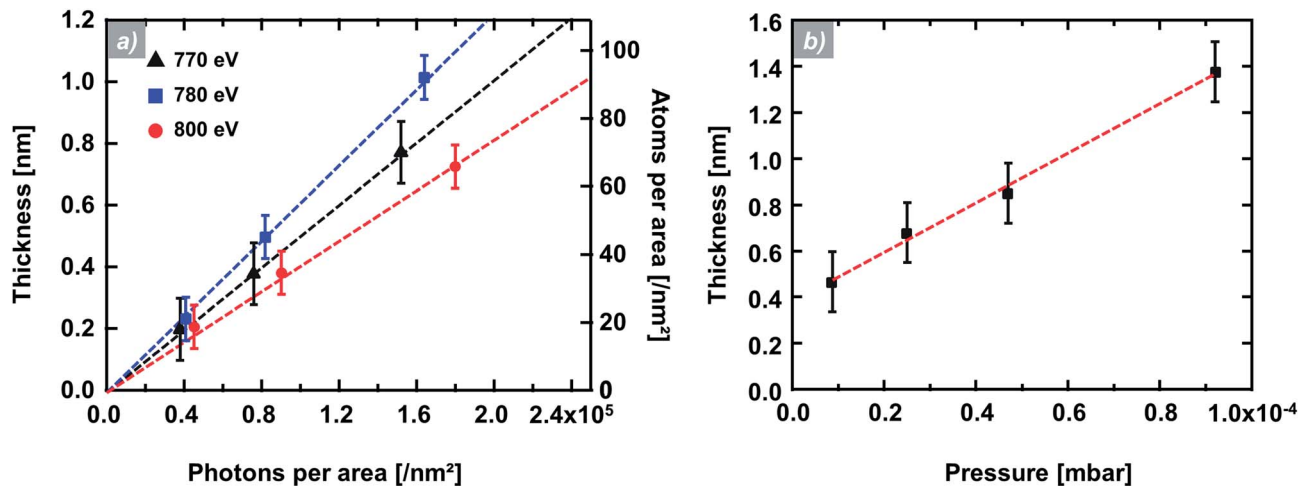 a)
770 eV
780 eV
800 eV
Thickness [nm]
1.2
1.0
0.8
0.6
0.4
0.2
0.0
0.0 0.4 0.8 1.2 1.6 2.0 2.4x10⁵
Photons per area [/nm²]
100
80
60
40
20
0
Atoms per area [/nm²]
b)
Thickness [nm]
1.6
1.4
1.2
1.0
0.8
0.6
0.4
0.2
0.0
0.0 0.2 0.4 0.6 0.8 1.0x10⁻⁴
Pressure [mbar]